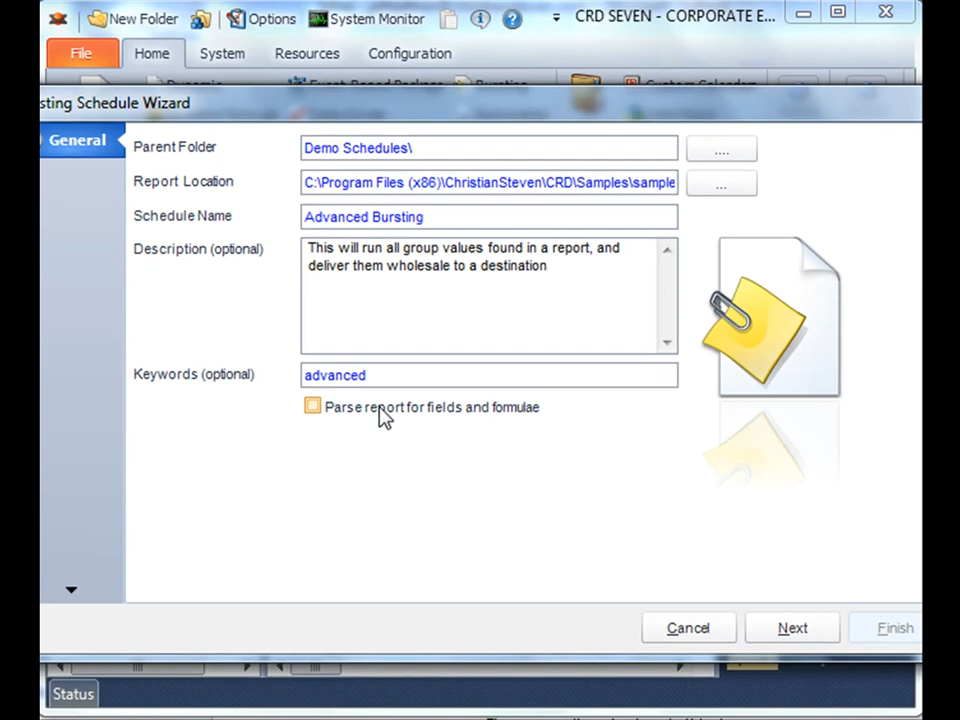 New Folder Options System Monitor CRD SEVEN - CORPORATE E...
File Home System Resources Configuration
sting Schedule Wizard
General
Parent Folder Demo Schedules\ ....
Report Location C:\Program Files (x86)\ChristianSteven\CRD\Samples\sample ...
Schedule Name Advanced Bursting
Description (optional) This will run all group values found in a report, and
deliver them wholesale to a destination
Keywords (optional) advanced
Parse report for fields and formulae
Cancel Next Finish
Status